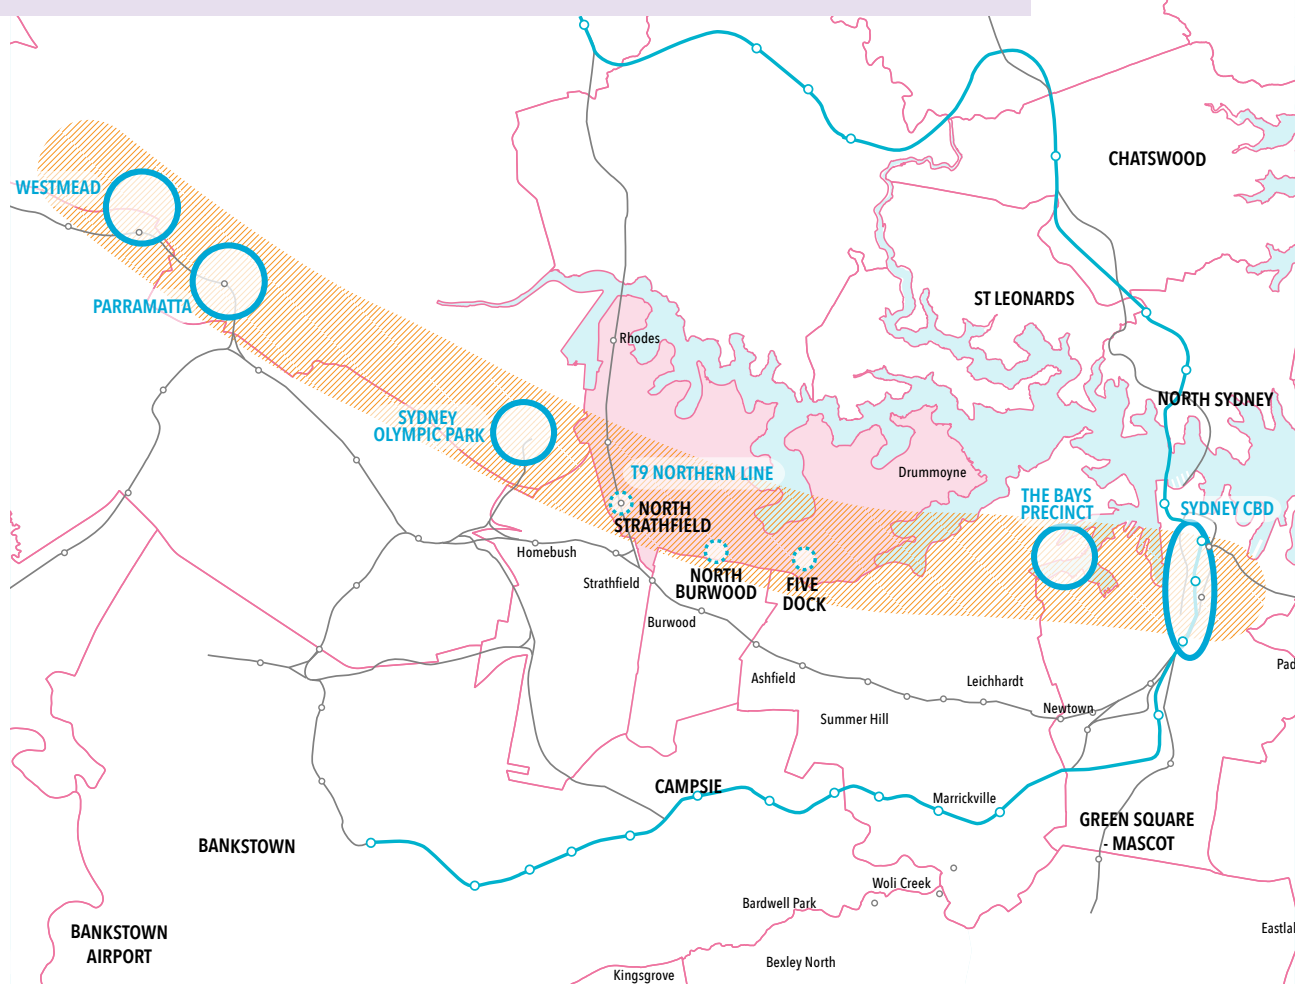 CHATSWOOD
WESTMEAD
PARRAMATTA
ST LEONARDS
Rhodes
NORTH SYDNEY
SYDNEY
OLYMPIC PARK
T9 NORTHERN LINE
Drummoyne
THE BAYS
PRECINCT
SYDNEY CBD
NORTH
STRATHFIELD
Homebush
Strathfield
NORTH
BURWOOD
FIVE
DOCK
Burwood
Ashfield
Leichhardt
Newtown
Summer Hill
Pad
CAMPSIE
Marrickville
GREEN SQUARE
- MASCOT
BANKSTOWN
Woli Creek
Bardwell Park
BANKSTOWN
AIRPORT
Eastla
Bexley North
Kingsgrove